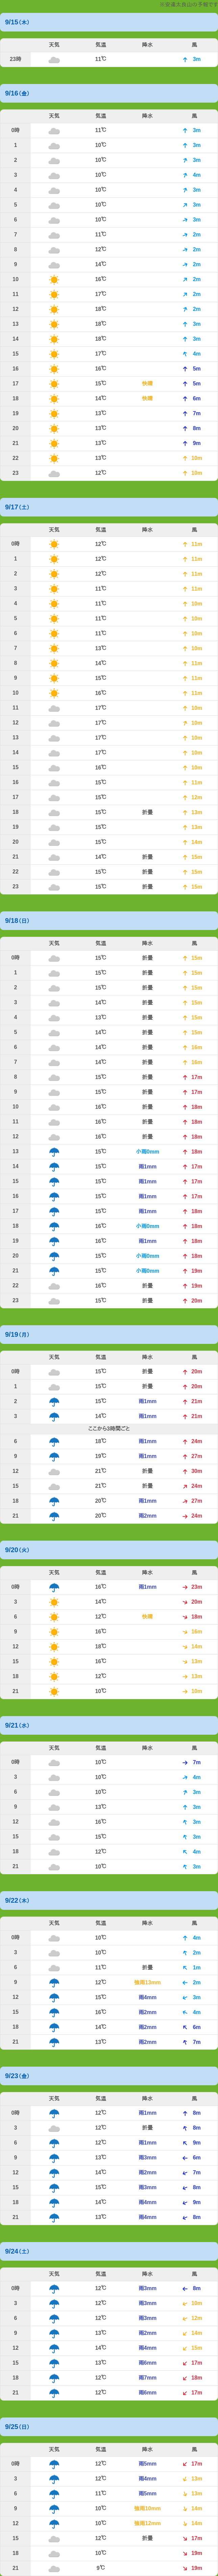 9/15(木)
天気 気温 降水 風
23時 11℃ 3m
9/16(金)
天気 気温 降水 風
0時 11℃ 3m
1 10℃ 3m
2 10℃ 3m
3 10℃ 4m
4 10℃ 3m
5 10℃ 3m
6 10℃ 3m
7 11℃ 2m
8 12℃ 2m
9 14℃ 2m
10 16℃ 2m
11 17℃ 2m
12 18℃ 2m
13 18℃ 3m
14 18℃ 3m
15 17℃ 4m
16 16℃ 5m
17 15℃ 快晴 5m
18 14℃ 快晴 6m
19 13℃ 7m
20 13℃ 8m
21 13℃ 9m
22 13℃ 10m
23 12℃ 10m
9/17(土)
天気 気温 降水 風
0時 12℃ 11m
1 12℃ 11m
2 12℃ 11m
3 11℃ 11m
4 11℃ 10m
5 11℃ 10m
6 11℃ 10m
7 13℃ 10m
8 14℃ 11m
9 15℃ 11m
10 16℃ 11m
11 17℃ 10m
12 17℃ 10m
13 17℃ 10m
14 17℃ 10m
15 16℃ 10m
16 15℃ 11m
17 15℃ 12m
18 15℃ 折曇 13m
19 15℃ 13m
20 15℃ 14m
21 14℃ 折曇 15m
22 15℃ 折曇 15m
23 15℃ 折曇 15m
9/18(日)
天気 気温 降水 風
0時 15℃ 折曇 15m
1 15℃ 折曇 15m
2 15℃ 折曇 15m
3 14℃ 折曇 15m
4 13℃ 折曇 15m
5 14℃ 折曇 15m
6 14℃ 折曇 16m
7 14℃ 折曇 16m
8 15℃ 折曇 17m
9 15℃ 折曇 17m
10 16℃ 折曇 18m
11 16℃ 折曇 18m
12 16℃ 折曇 18m
13 15℃ 小雨0mm 18m
14 15℃ 雨1mm 17m
15 15℃ 雨1mm 17m
16 15℃ 雨1mm 17m
17 15℃ 雨1mm 18m
18 16℃ 小雨0mm 18m
19 16℃ 雨1mm 18m
20 15℃ 小雨0mm 18m
21 15℃ 小雨0mm 19m
22 16℃ 折曇 19m
23 15℃ 折曇 20m
9/19(月)
天気 気温 降水 風
0時 15℃ 折曇 20m
1 15℃ 折曇 20m
2 15℃ 雨1mm 21m
3 14℃ 雨1mm 21m
ここから3時間ごと
6 18℃ 雨1mm 24m
9 19℃ 雨1mm 27m
12 21℃ 折曇 30m
15 21℃ 折曇 24m
18 20℃ 雨1mm 27m
21 20℃ 雨2mm 24m
9/20(火)
天気 気温 降水 風
0時 16℃ 雨1mm 23m
3 14℃ 20m
6 12℃ 快晴 18m
9 16℃ 16m
12 18℃ 14m
15 16℃ 13m
18 12℃ 13m
21 10℃ 10m
9/21(水)
天気 気温 降水 風
0時 10℃ 7m
3 10℃ 4m
6 10℃ 3m
9 13℃ 3m
12 16℃ 3m
15 15℃ 3m
18 12℃ 4m
21 10℃ 3m
9/22(木)
天気 気温 降水 風
0時 10℃ 4m
3 10℃ 2m
6 11℃ 折曇 1m
9 12℃ 強雨13mm 2m
12 15℃ 雨4mm 3m
15 16℃ 雨2mm 4m
18 14℃ 雨2mm 6m
21 13℃ 雨2mm 7m
9/23(金)
天気 気温 降水 風
0時 12℃ 雨1mm 8m
3 12℃ 折曇 8m
6 12℃ 雨1mm 9m
9 13℃ 雨3mm 6m
12 14℃ 雨2mm 7m
15 15℃ 雨3mm 8m
18 14℃ 雨4mm 9m
21 13℃ 雨4mm 8m
9/24(土)
天気 気温 降水 風
0時 12℃ 雨3mm 8m
3 12℃ 雨3mm 10m
6 12℃ 雨3mm 12m
9 13℃ 雨2mm 14m
12 14℃ 雨4mm 15m
15 13℃ 雨6mm 17m
18 12℃ 雨7mm 18m
21 12℃ 雨6mm 17m
9/25(日)
天気 気温 降水 風
0時 12℃ 雨5mm 17m
3 12℃ 雨4mm 15m
6 11℃ 雨5mm 13m
9 10℃ 強雨10mm 14m
12 10℃ 強雨12mm 14m
15 12℃ 折曇 17m
18 10℃ 19m
21 9℃ 19m